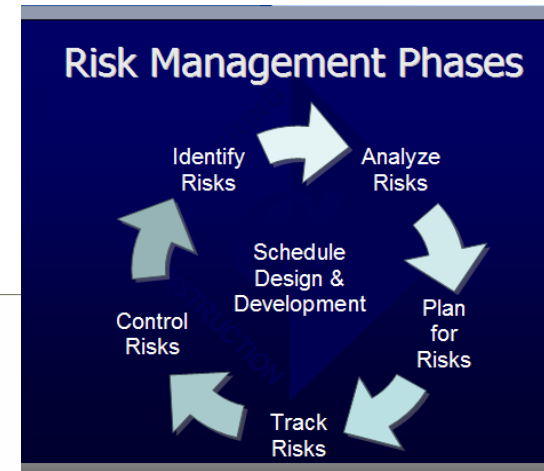 Risk Management Phases
Identify
Risks
Analyze
Risks
Schedule
Design &
Development
Plan
for
Risks
Control
Risks
Track
Risks